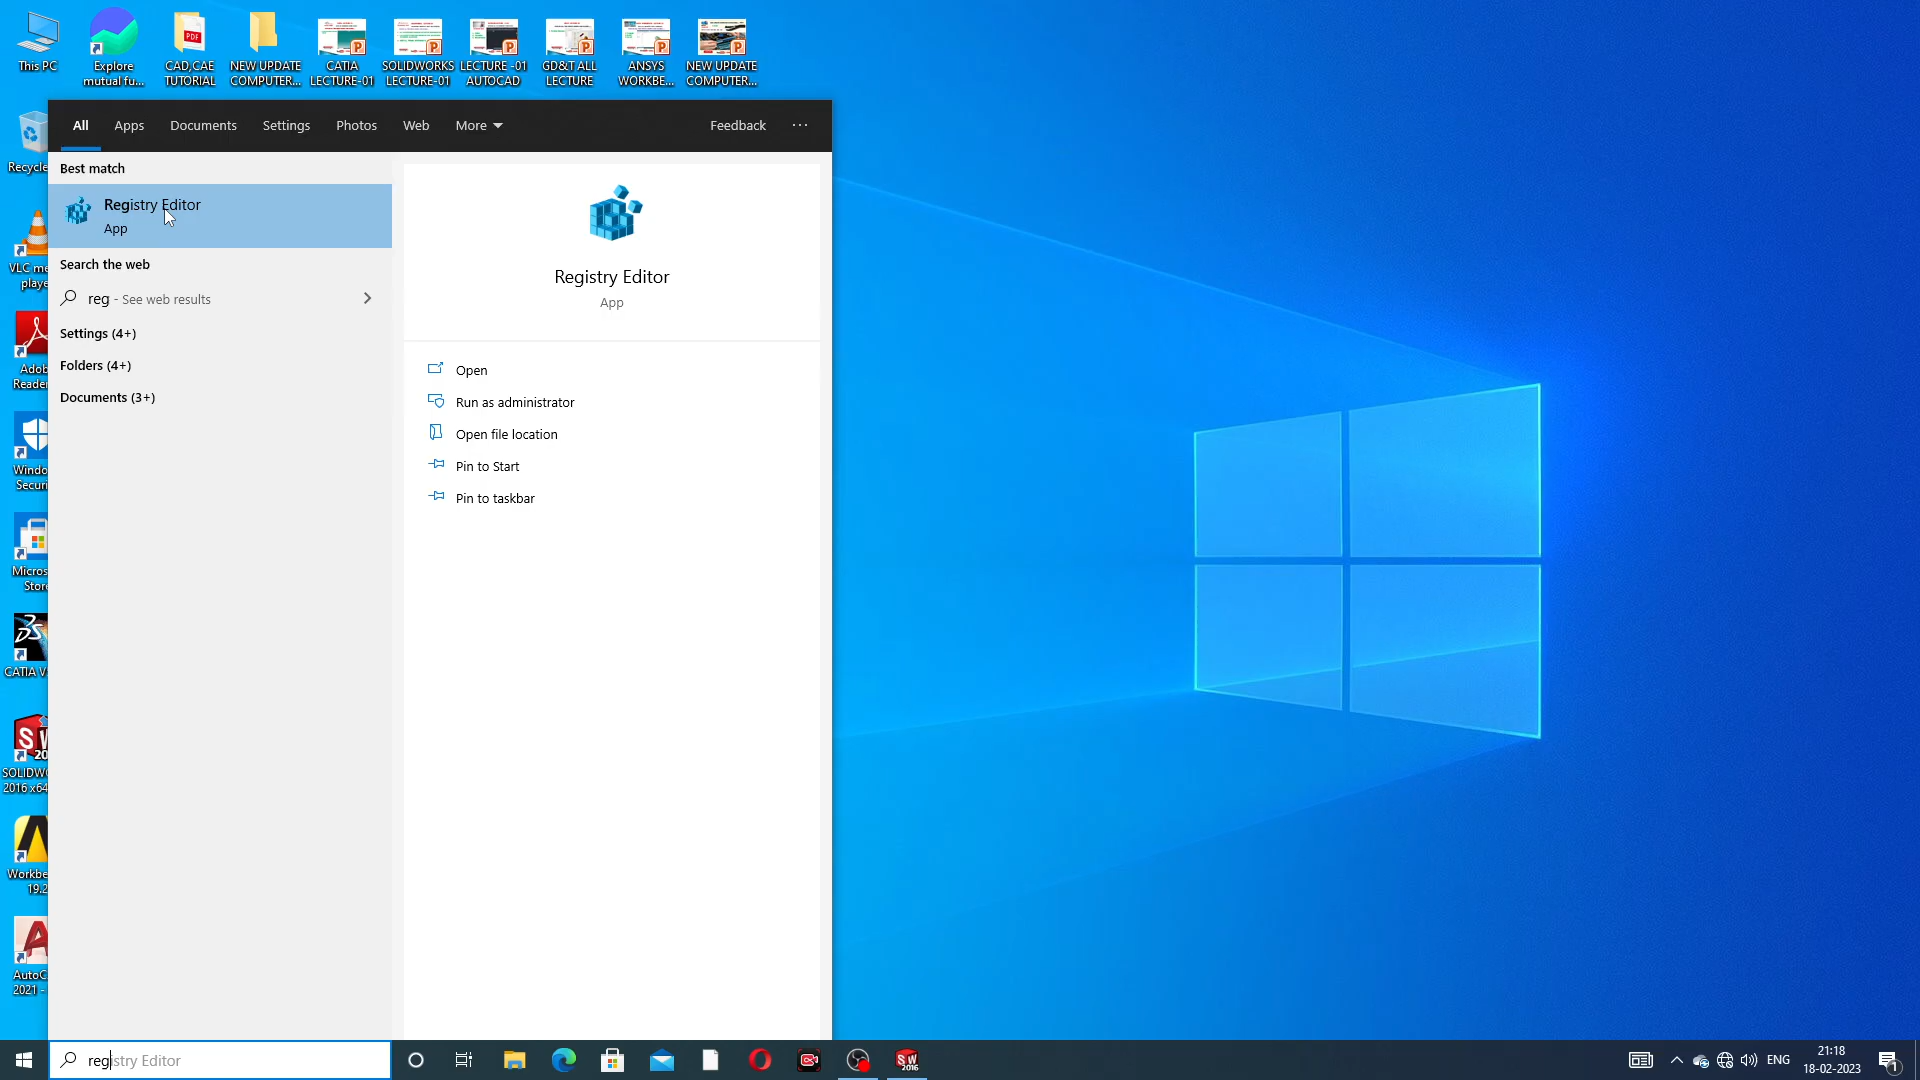 This PC
Explore
mutual fu...
CAD,CAE
TUTORIAL
NEW UPDATE
COMPUTER...
CATIA
LECTURE-01
SOLIDWORKS
LECTURE-01
LECTURE -01
AUTOCAD
GD&T ALL
LECTURE
ANSYS
WORKBE...
NEW UPDATE
COMPUTER...
All
Apps
Documents
Settings
Photos
Web
More
Feedback
Recycle
Best match
Registry Editor
App
Search the web
reg - See web results
Settings (4+)
Folders (4+)
Documents (3+)
Registry Editor
App
Open
Run as administrator
Open file location
Pin to Start
Pin to taskbar
VLC me
playe
Adob
Reader
Windo
Securi
Micros
Store
CATIA V
SOLIDW
2016 x64
Workbe
19.2
AutoC
2021 -
registry Editor
ENG
21:18
18-02-2023
1